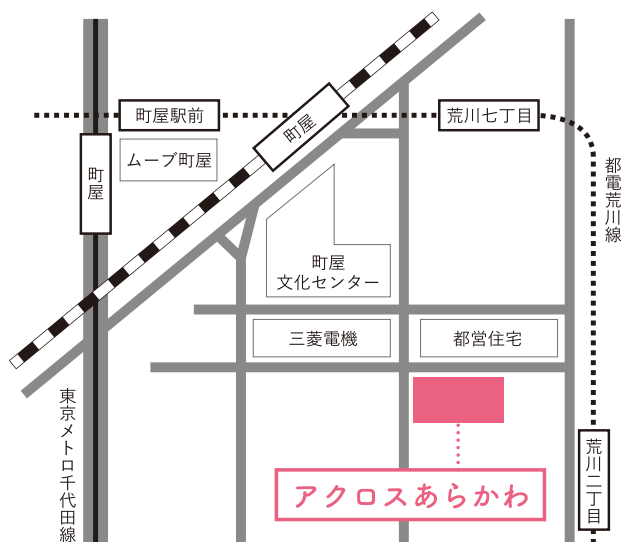 町屋駅前
町屋
荒川七丁目
ムーブ町屋
町屋
都電荒川線
町屋
文化センター
三菱電機
都営住宅
東京メトロ千代田線
荒川二丁目
アクロスあらかわ